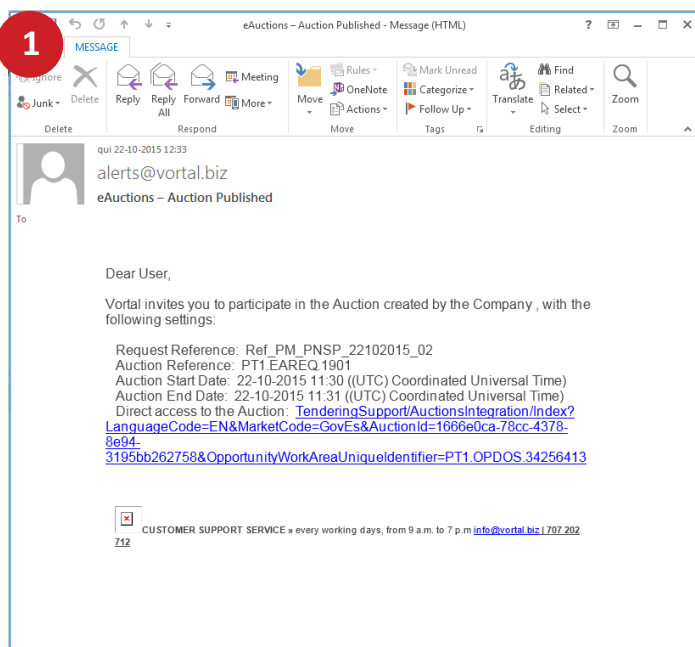 1
eAuctions – Auction Published - Message (HTML)
?
MESSAGE
Ignore
Junk
Delete
Reply
Reply All
Forward
Meeting
More
Move
Rules
OneNote
Actions
Mark Unread
Categorize
Follow Up
Translate
Find
Related
Select
Zoom
Delete
Respond
Move
Tags
Editing
Zoom
qui 22-10-2015 12:33
alerts@vortal.biz
eAuctions – Auction Published
To
Dear User,
Vortal invites you to participate in the Auction created by the Company , with the
following settings:
Request Reference: Ref_PM_PNSP_22102015_02
Auction Reference: PT1.EAREQ.1901
Auction Start Date: 22-10-2015 11:30 ((UTC) Coordinated Universal Time)
Auction End Date: 22-10-2015 11:31 ((UTC) Coordinated Universal Time)
Direct access to the Auction: TenderingSupport/AuctionsIntegration/Index?
LanguageCode=EN&MarketCode=GovEs&AuctionId=1666e0ca-78cc-4378-
8e94-
3195bb262758&OpportunityWorkAreaUniqueIdentifier=PT1.OPDOS.34256413
CUSTOMER SUPPORT SERVICE » every working days, from 9 a.m. to 7 p.m info@vortal.biz | 707 202
712